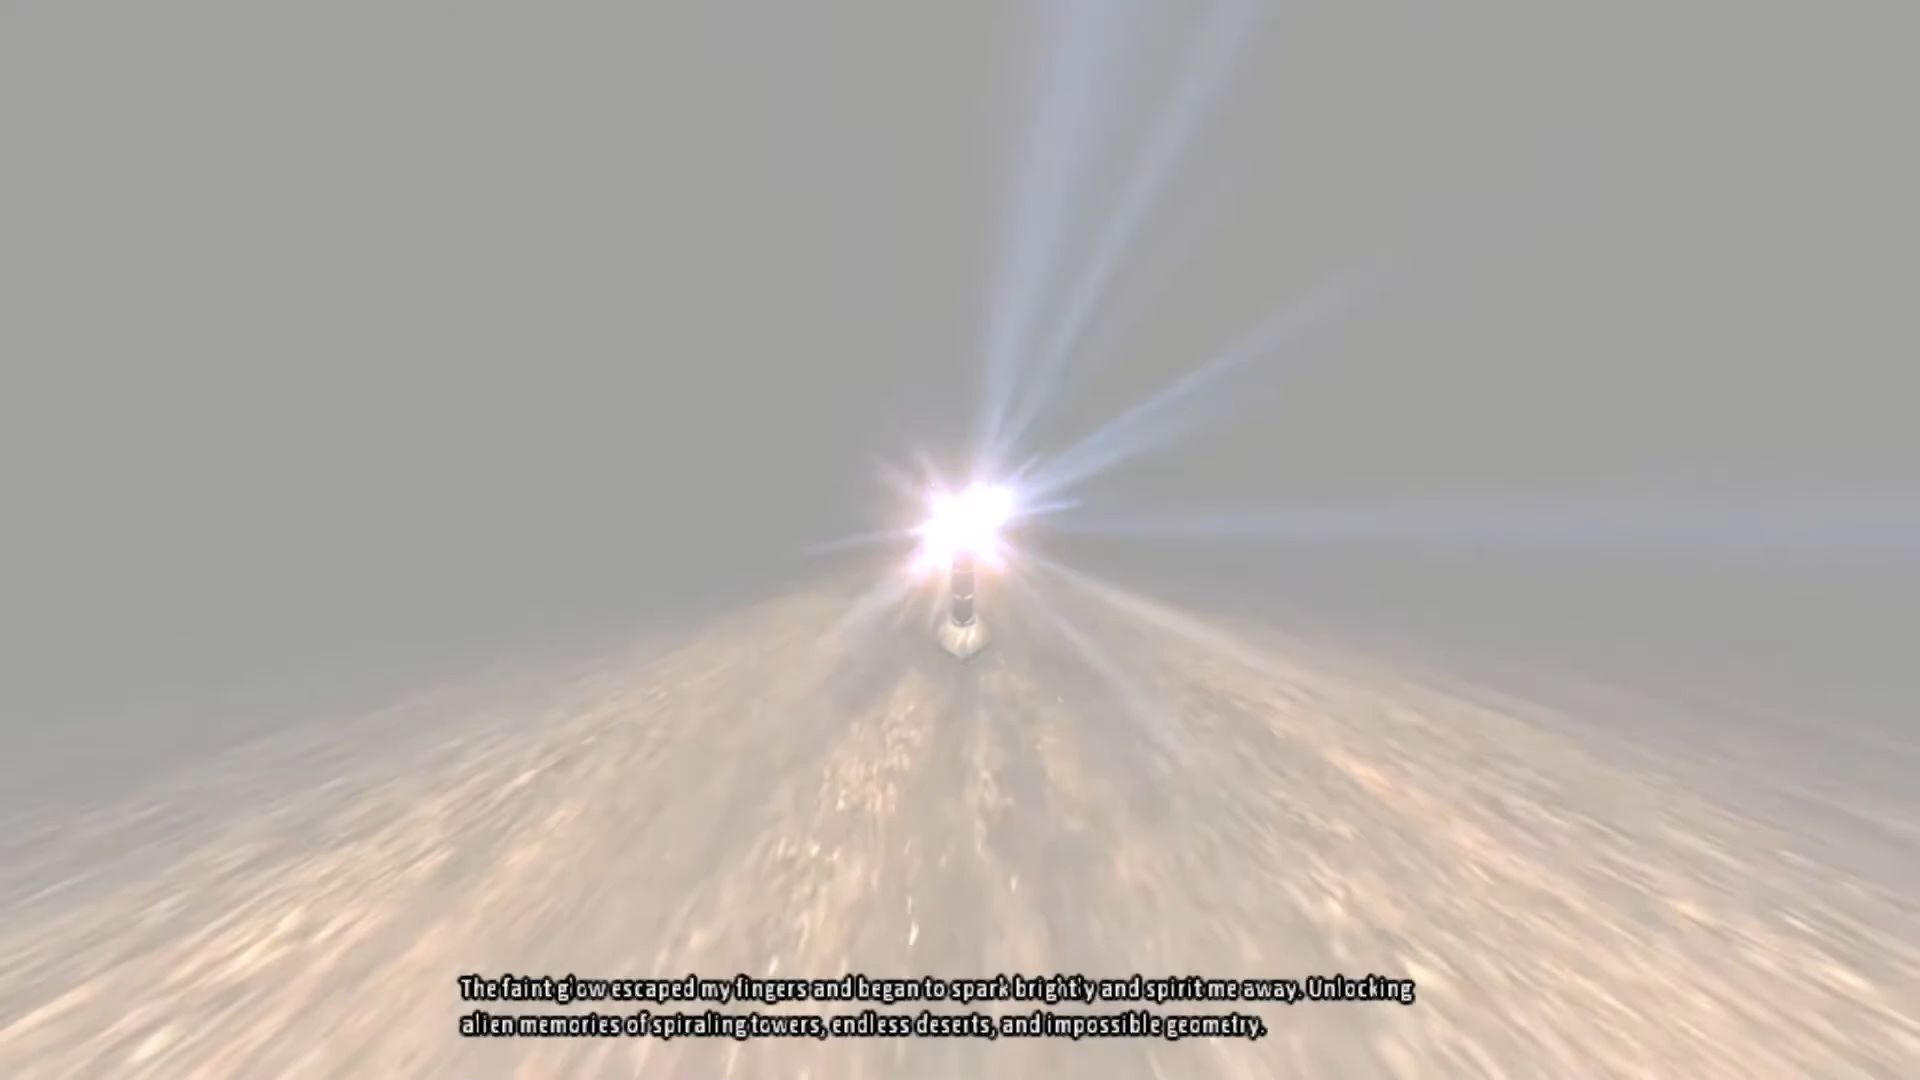 The faint glow escaped my fingers and began to spark brightly and spirit me away. Unlocking
alien memories of spiraling towers, endless deserts, and impossible geometry.